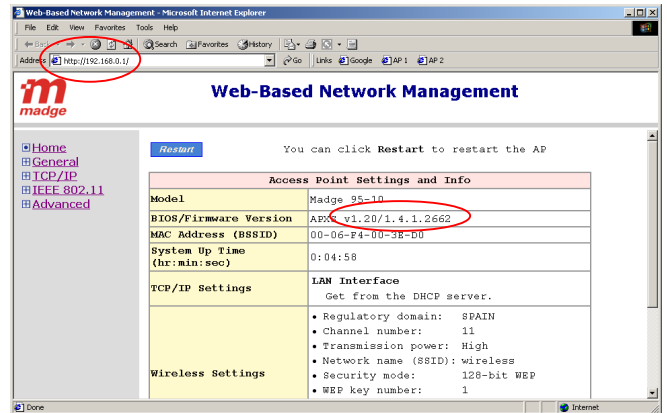 Web-Based Network Management - Microsoft Internet Explorer
File Edit View Favorites Tools Help
Search Favorites History
Address http://192.168.0.1/ Go Links Google AP 1 AP 2
madge
Web-Based Network Management
Home
General
TCP/IP
IEEE 802.11
Advanced
Restart You can click Restart to restart the AP
Access Point Settings and Info
Model Madge 95-10
BIOS/Firmware Version v1.20/1.4.1.2662
MAC Address (BSSID) 00-06-F4-00-3E-D0
System Up Time
(hr:min:sec) 0:04:58
TCP/IP Settings LAN Interface
Get from the DHCP server.
Wireless Settings
• Regulatory domain: SPAIN
• Channel number: 11
• Transmission power: High
• Network name (SSID): wireless
• Security mode: 128-bit WEP
• WEP key number: 1
Done Internet